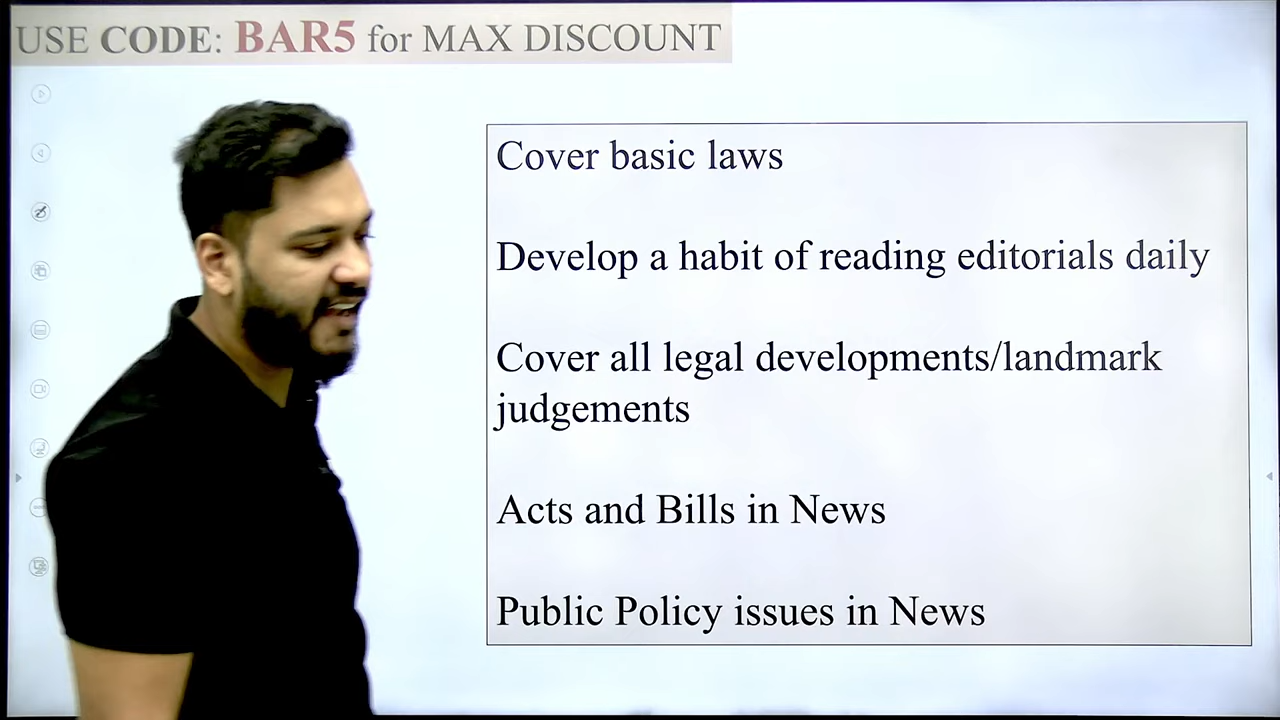 USE CODE: BAR5 for MAX DISCOUNT
Cover basic laws
Develop a habit of reading editorials daily
Cover all legal developments/landmark
judgements
Acts and Bills in News
Public Policy issues in News